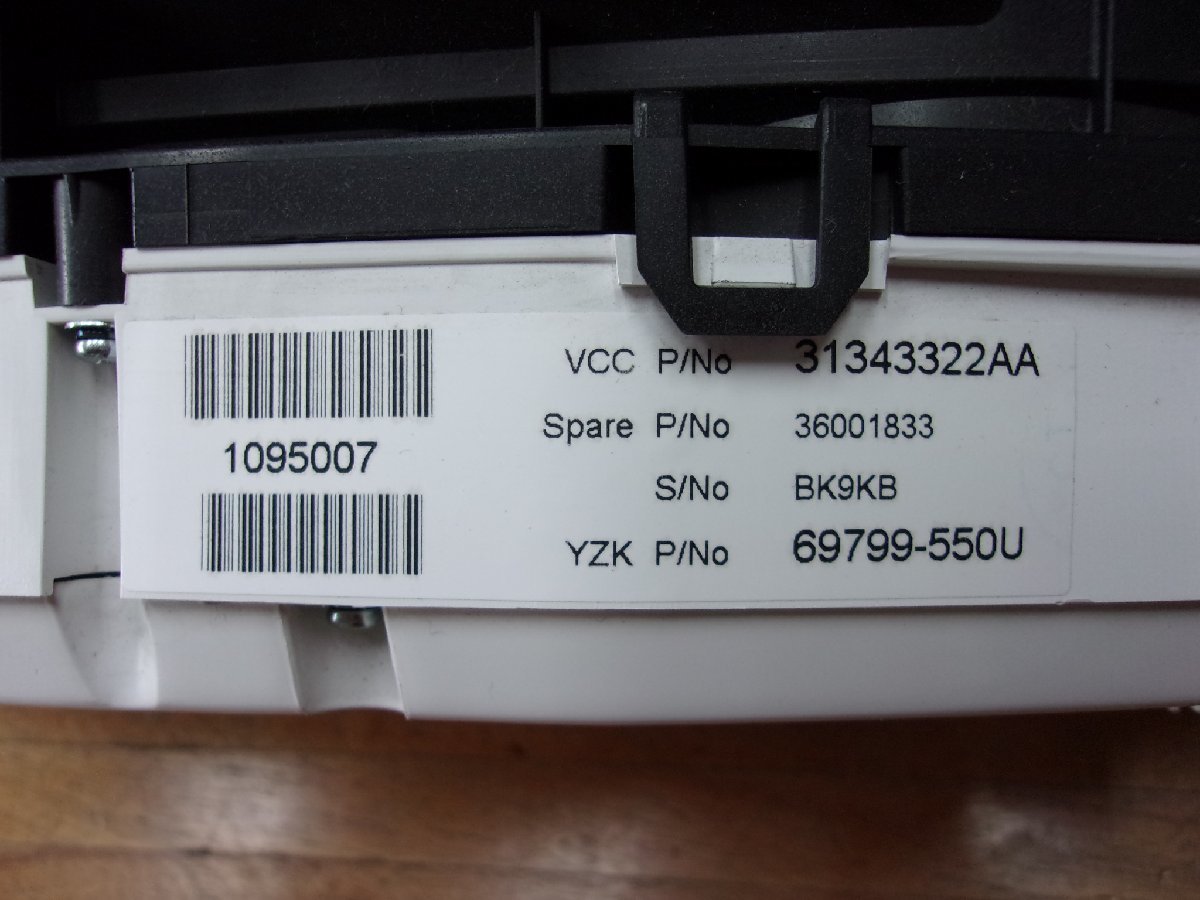 1095007
VCC P/No 31343322AA
Spare P/No 36001833
S/No BK9KB
YZK P/No 69799-550U